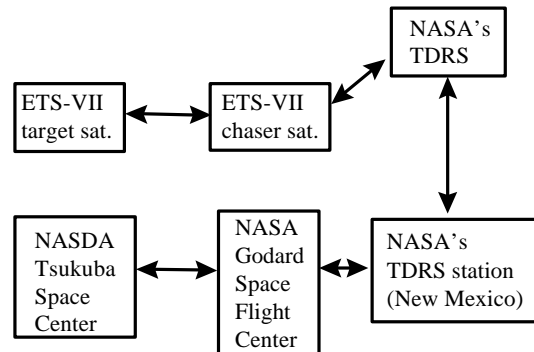 NASA's
TDRS
ETS-VII
target sat.
ETS-VII
chaser sat.
NASDA
Tsukuba
Space
Center
NASA
Godard
Space
Flight
Center
NASA's
TDRS station
(New Mexico)